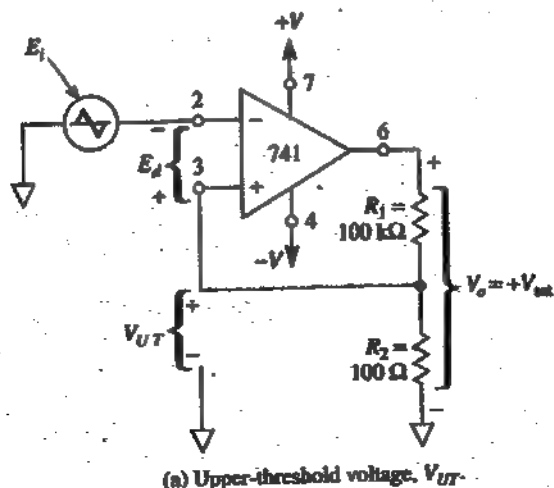 +V
E_i
7
2
−
−
6
E_d
3
741
+
+
+
4
R_1 =
100 kΩ
−V
V_o = +V_sat
+
V_UT
−
R_2 =
100 Ω
−
(a) Upper-threshold voltage, V_UT.